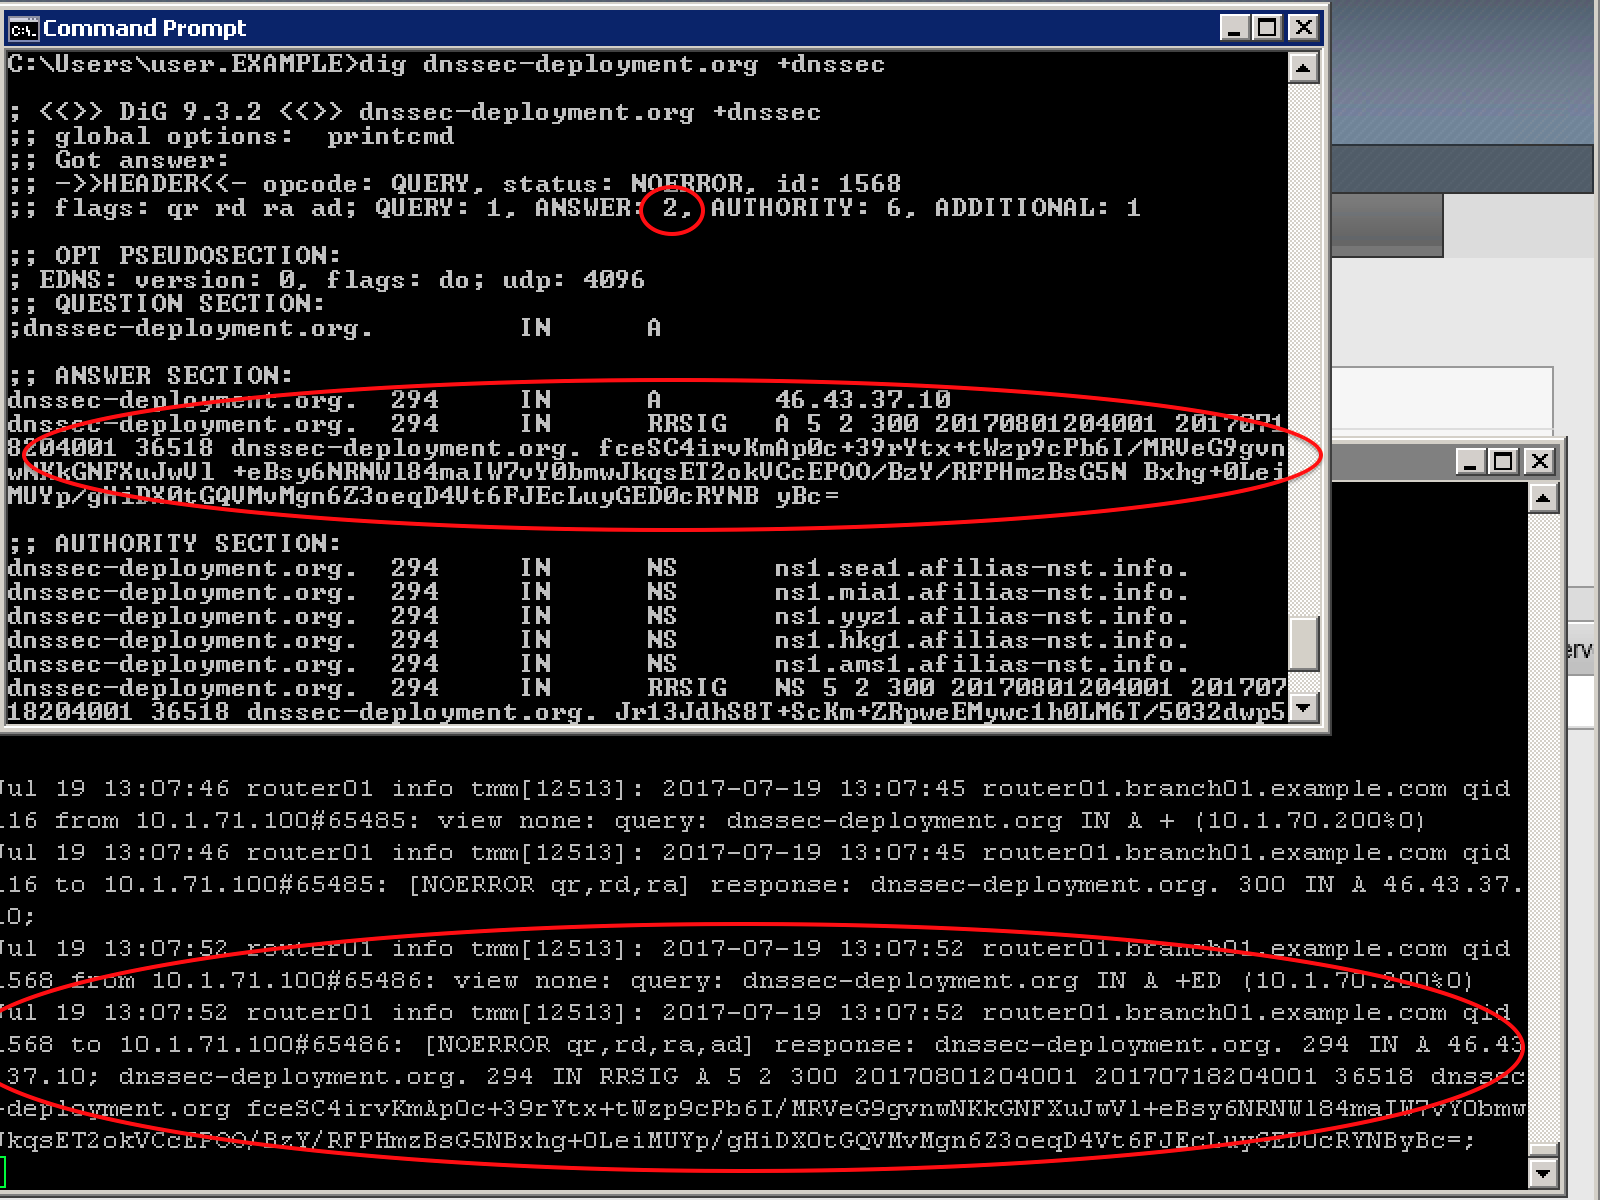 Command Prompt
C:\Users\user.EXAMPLE>dig dnssec-deployment.org +dnssec
; <<>> DiG 9.3.2 <<>> dnssec-deployment.org +dnssec
;; global options:  printcmd
;; Got answer:
;; ->>HEADER<<- opcode: QUERY, status: NOERROR, id: 1568
;; flags: qr rd ra ad; QUERY: 1, ANSWER: 2, AUTHORITY: 6, ADDITIONAL: 1
;; OPT PSEUDOSECTION:
; EDNS: version: 0, flags: do; udp: 4096
;; QUESTION SECTION:
;dnssec-deployment.org. IN A
;; ANSWER SECTION:
dnssec-deployment.org. 294 IN A 46.43.37.10
dnssec-deployment.org. 294 IN RRSIG A 5 2 300 20170801204001 2017071
8204001 36518 dnssec-deployment.org. fceSC4irvKmAp0c+39rYtx+tWzp9cPb6I/MRVeG9gvn
wNKkGNFXuJwVl +eBsy6NRNWl84maIW7vY0bmwJkqsET2okVCcEPOO/BzY/RFPHmzBsG5N Bxhg+0Lei
MUYp/gHiDX0tGQVMvMgn6Z3oeqD4Vt6FJEcLuyGED0cRYNB yBc=
;; AUTHORITY SECTION:
dnssec-deployment.org. 294 IN NS ns1.sea1.afilias-nst.info.
dnssec-deployment.org. 294 IN NS ns1.mia1.afilias-nst.info.
dnssec-deployment.org. 294 IN NS ns1.yyz1.afilias-nst.info.
dnssec-deployment.org. 294 IN NS ns1.hkg1.afilias-nst.info.
dnssec-deployment.org. 294 IN NS ns1.ams1.afilias-nst.info.
dnssec-deployment.org. 294 IN RRSIG NS 5 2 300 20170801204001 201707
18204001 36518 dnssec-deployment.org. Jr13JdhS8T+ScKm+ZRpweEMywc1h0LM6T/5032dwp5
erv
Jul 19 13:07:46 router01 info tmm[12513]: 2017-07-19 13:07:45 router01.branch01.example.com qid
116 from 10.1.71.100#65485: view none: query: dnssec-deployment.org IN A + (10.1.70.200%0)
Jul 19 13:07:46 router01 info tmm[12513]: 2017-07-19 13:07:45 router01.branch01.example.com qid
116 to 10.1.71.100#65485: [NOERROR qr,rd,ra] response: dnssec-deployment.org. 300 IN A 46.43.37.
10;
Jul 19 13:07:52 router01 info tmm[12513]: 2017-07-19 13:07:52 router01.branch01.example.com qid
1568 from 10.1.71.100#65486: view none: query: dnssec-deployment.org IN A +ED (10.1.70.200%0)
Jul 19 13:07:52 router01 info tmm[12513]: 2017-07-19 13:07:52 router01.branch01.example.com qid
1568 to 10.1.71.100#65486: [NOERROR qr,rd,ra,ad] response: dnssec-deployment.org. 294 IN A 46.43
.37.10; dnssec-deployment.org. 294 IN RRSIG A 5 2 300 20170801204001 20170718204001 36518 dnssec
-deployment.org fceSC4irvKmAp0c+39rYtx+tWzp9cPb6I/MRVeG9gvnwNKkGNFXuJwVl+eBsy6NRNWl84maIW7vY0bmw
JkqsET2okVCcEPOO/BzY/RFPHmzBsG5NBxhg+0LeiMUYp/gHiDX0tGQVMvMgn6Z3oeqD4Vt6FJEcLuyGED0cRYNByBc=;